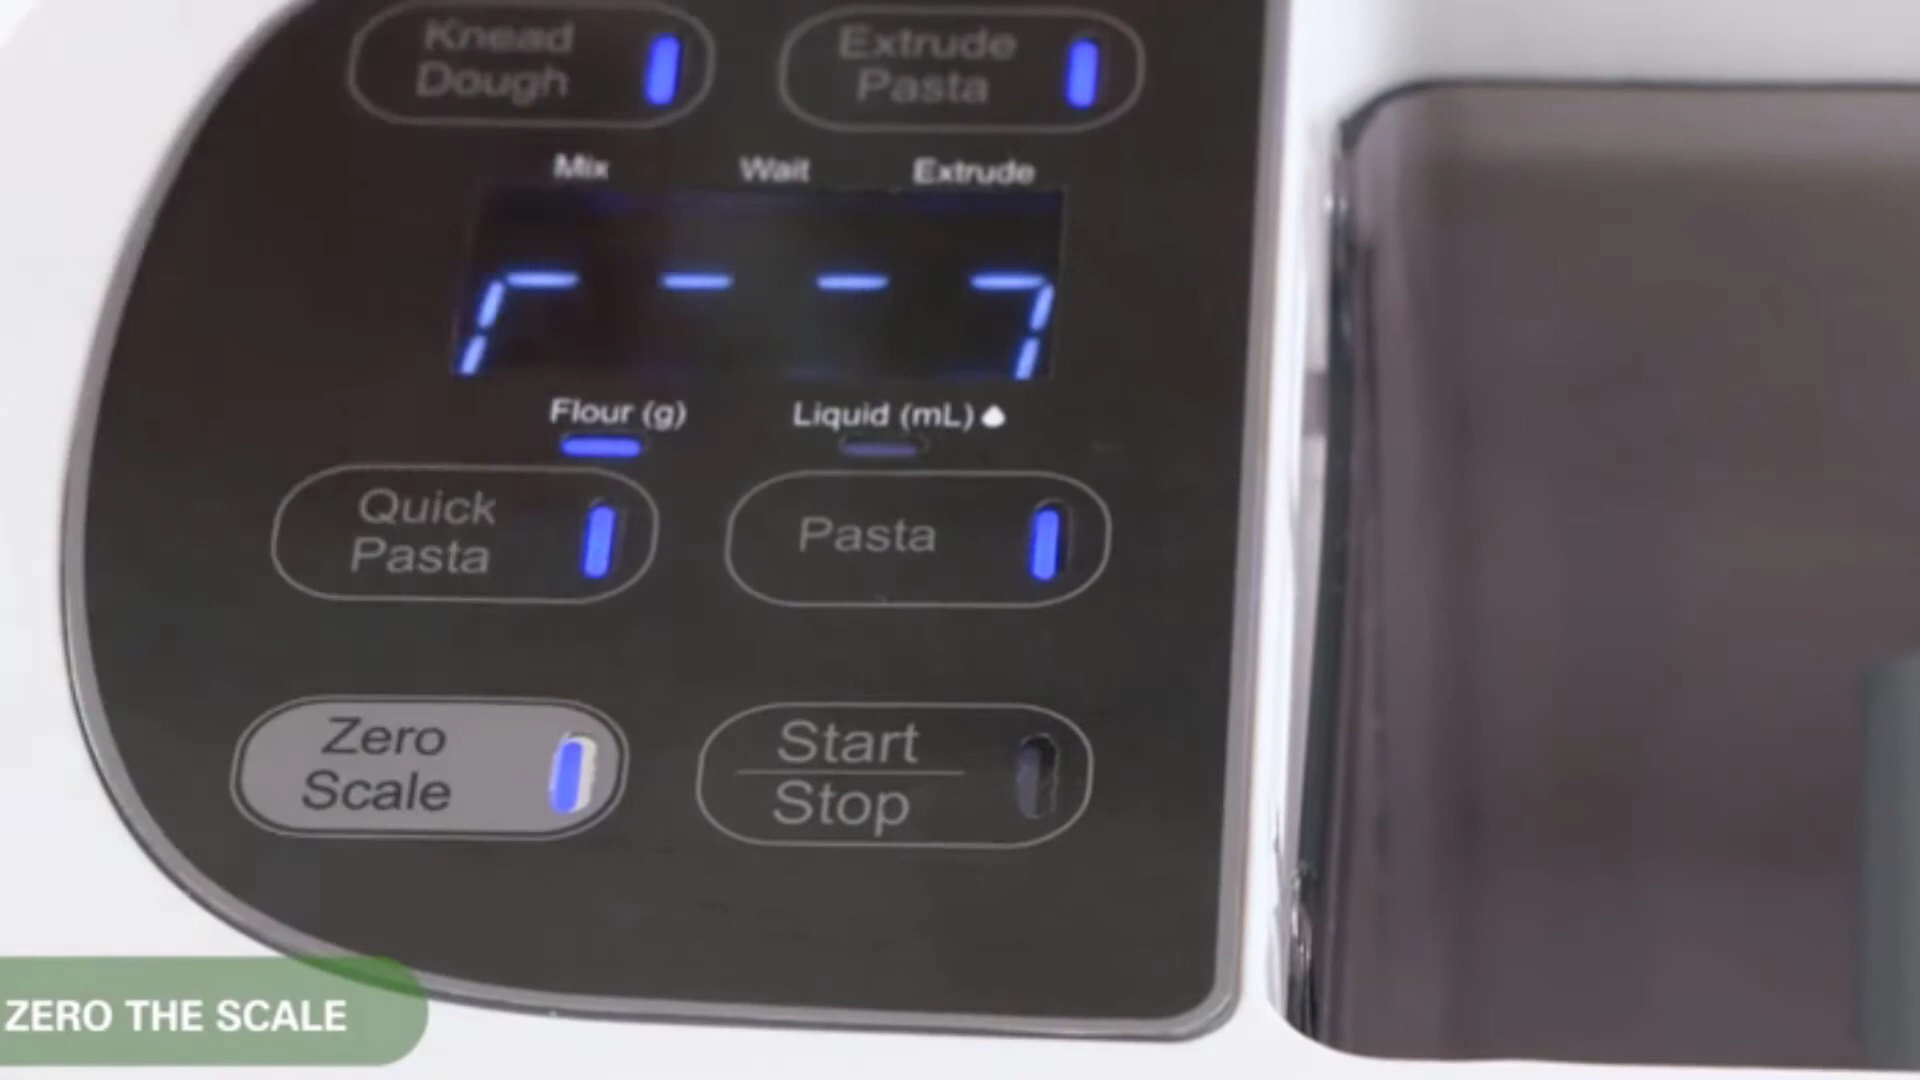 Knead
Dough
Extrude
Pasta
Mix Wait Extrude
Flour (g) Liquid (mL)
Quick
Pasta
Pasta
Zero
Scale
Start
Stop
ZERO THE SCALE